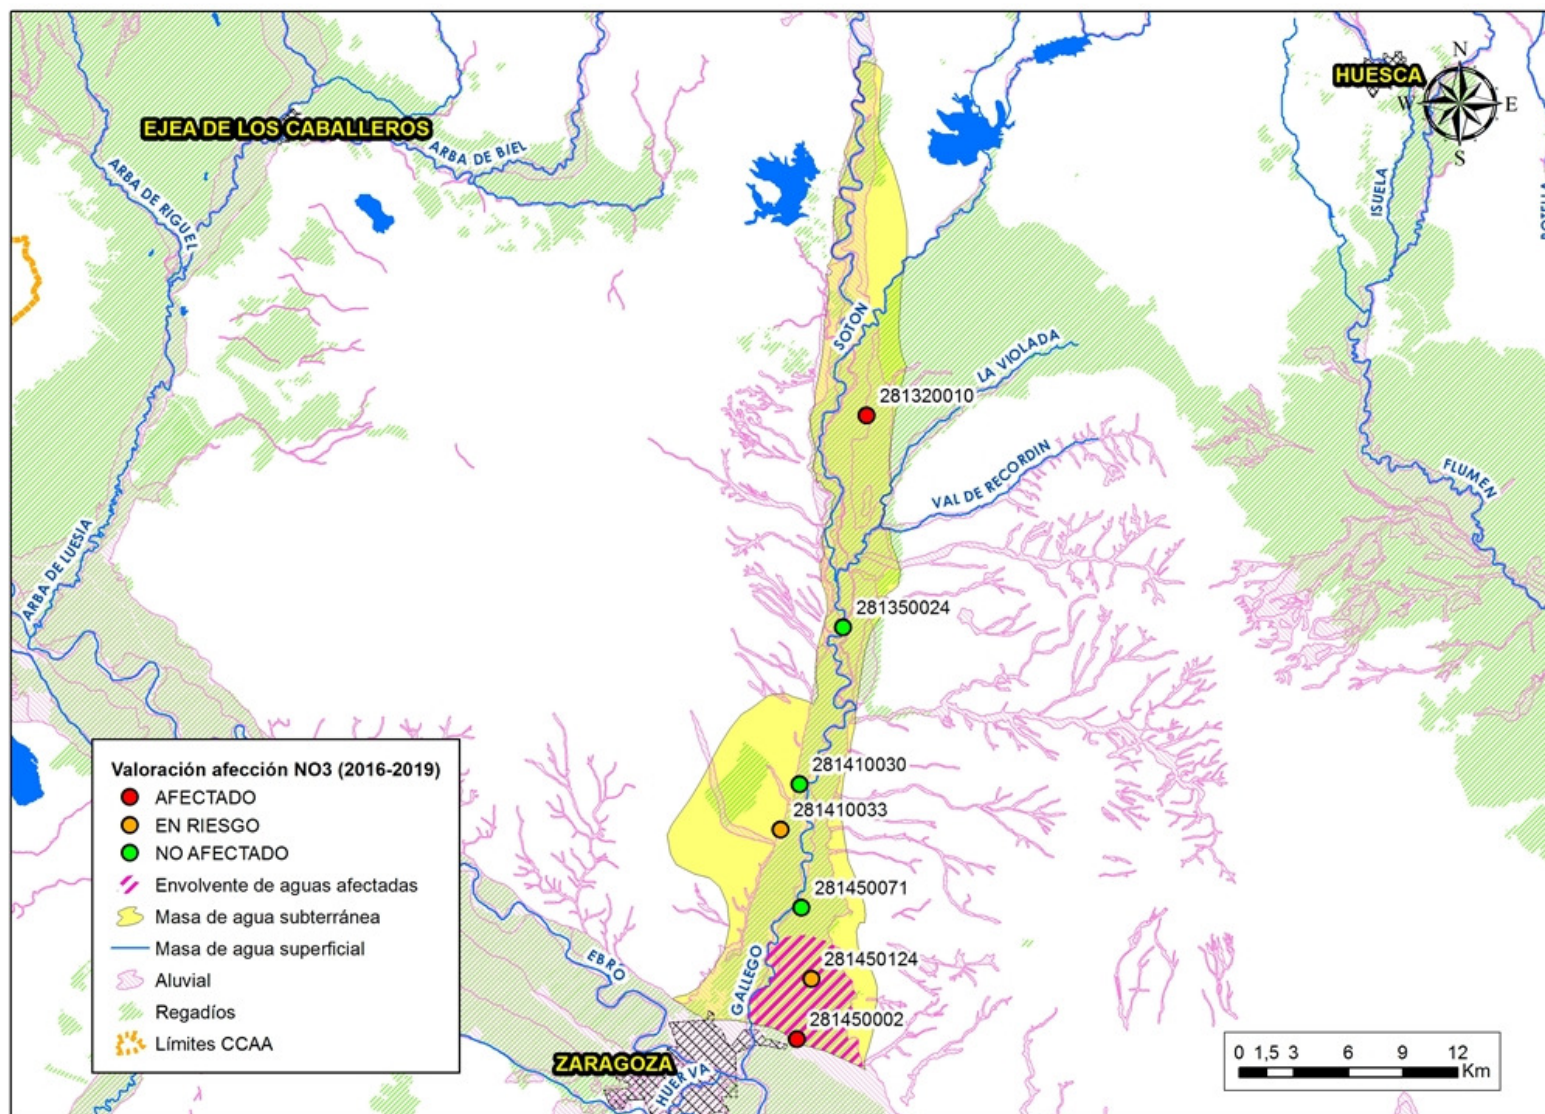 HUESCA
N
W
E
S
EJEA DE LOS CABALLEROS
ARBA DE BIEL
ARBA DE RIGUEL
ISUELA
SOTON
LA VIOLADA
281320010
VAL DE RECORDIN
FLUMEN
ARBA DE LUESIA
281350024
281410030
281410033
281450071
281450124
281450002
EBRO
GALLEGO
ZARAGOZA
HUERVA
Valoración afección NO3 (2016-2019)
AFECTADO
EN RIESGO
NO AFECTADO
Envolvente de aguas afectadas
Masa de agua subterránea
Masa de agua superficial
Aluvial
Regadíos
Límites CCAA
0 1,5 3 6 9 12
Km